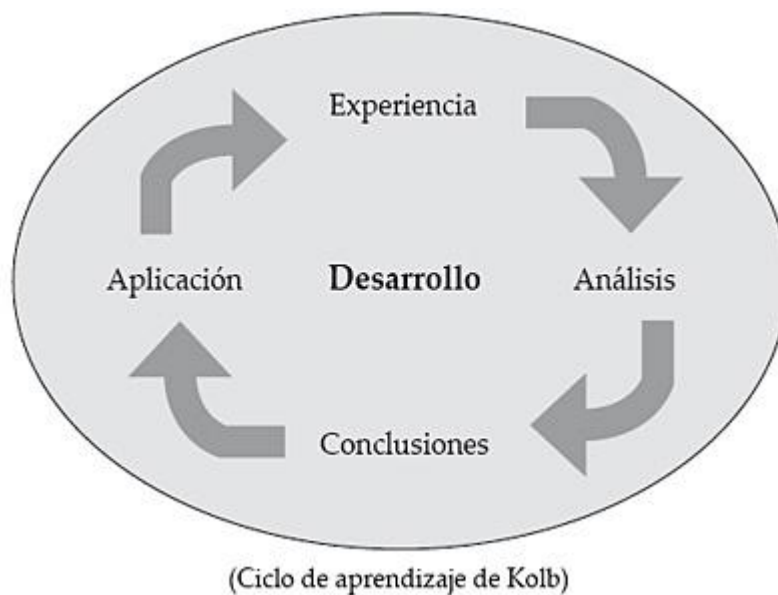 Experiencia
Aplicación
Desarrollo
Análisis
Conclusiones
(Ciclo de aprendizaje de Kolb)